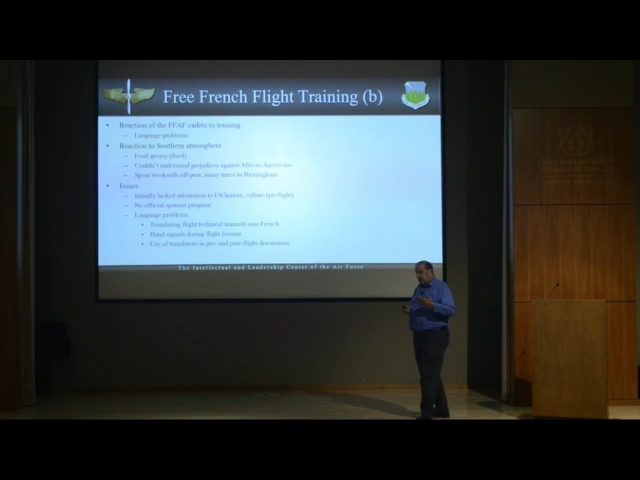 Free French Flight Training (b)
• Reaction of the FFAF cadets to training
– Language problems
• Reaction to Southern atmosphere
– Food greasy (fried)
– Couldn't understand prejudices against African-Americans
– Spent weekends off-post, many times in Birmingham
• Issues
– Initially lacked orientation to US history, culture (pre-flight)
– No official sponsor program
– Language problems
• Translating flight/technical manuals into French
• Hand signals during flight lessons
• Use of translators in pre- and post-flight discussions
The Intellectual and Leadership Center of the Air Force